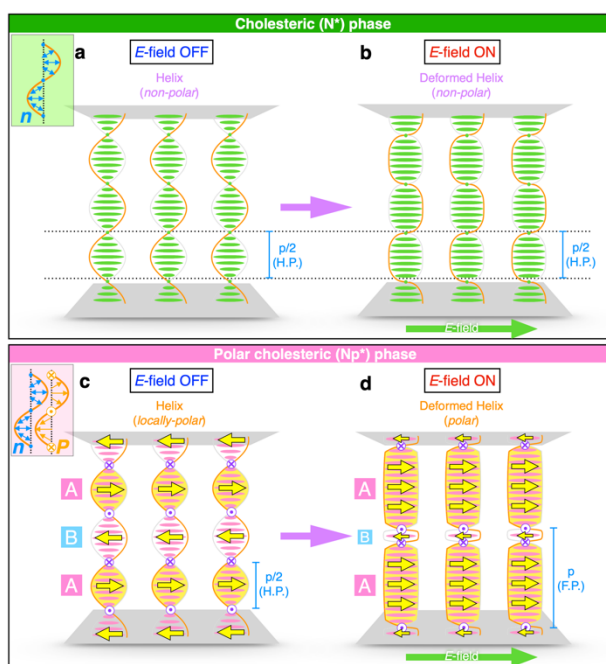 Cholesteric (N*) phase
a
E-field OFF
b
E-field ON
n
Helix
(non-polar)
Deformed Helix
(non-polar)
p/2
(H.P.)
p/2
(H.P.)
E-field
Polar cholesteric (Np*) phase
c
E-field OFF
d
E-field ON
n
P
Helix
(locally-polar)
Deformed Helix
(polar)
A
A
B
B
A
A
p/2
(H.P.)
p
(F.P.)
E-field